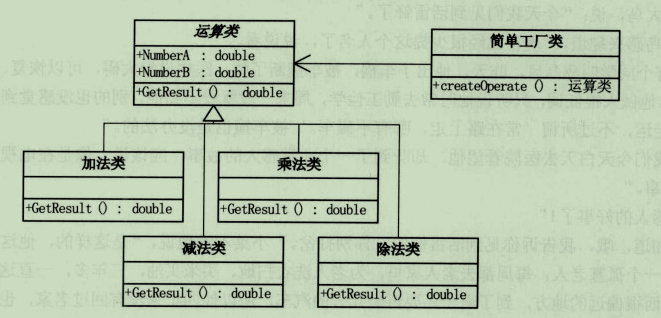 运算类
+NumberA : double
+NumberB : double
+GetResult () : double
简单工厂类
+createOperate () : 运算类
加法类
+GetResult () : double
乘法类
+GetResult () : double
减法类
+GetResult () : double
除法类
+GetResult () : double